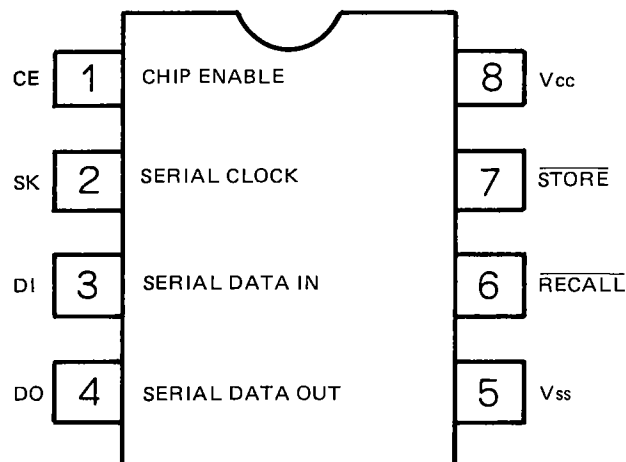 CE 1 CHIP ENABLE 8 Vcc
SK 2 SERIAL CLOCK 7 STORE
DI 3 SERIAL DATA IN 6 RECALL
DO 4 SERIAL DATA OUT 5 Vss